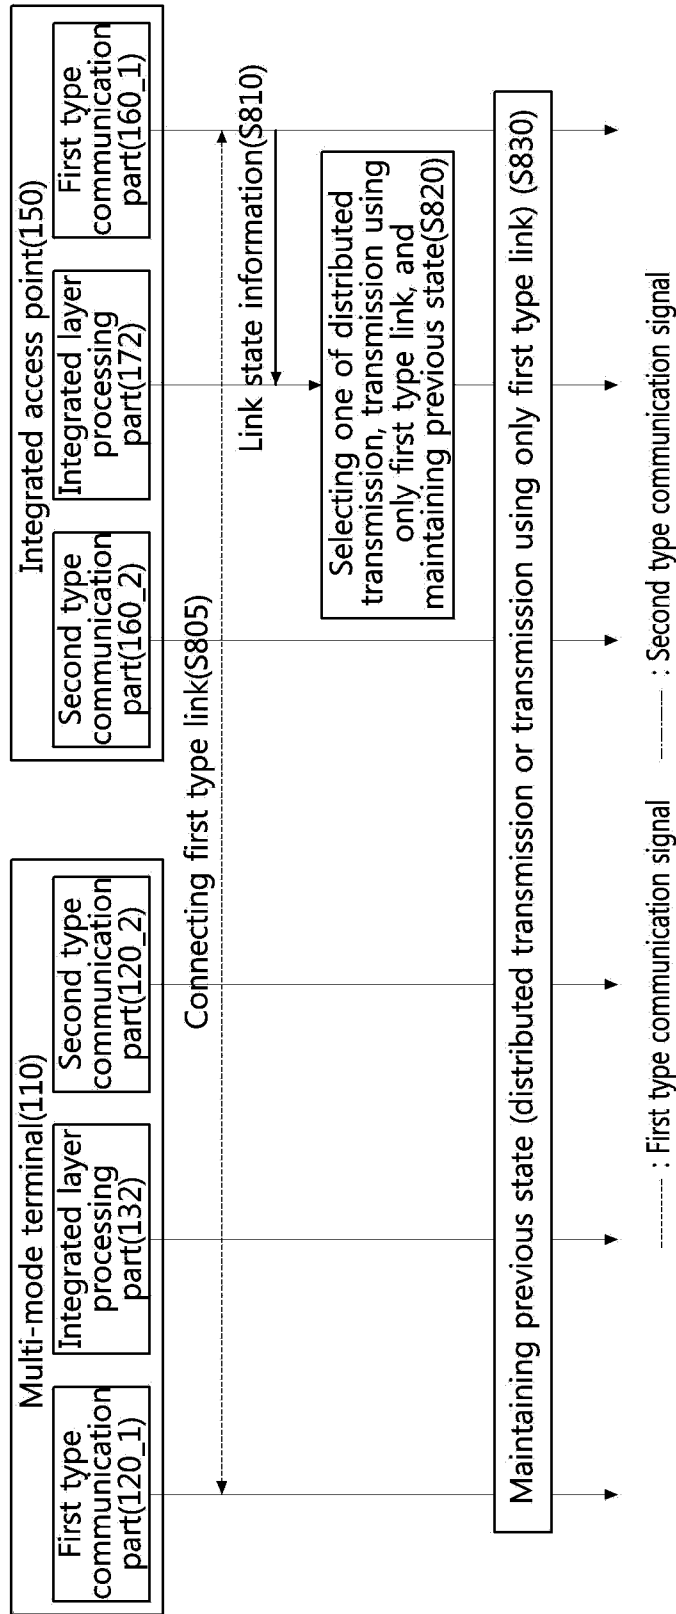 Multi-mode terminal(110)
First type
communication
part(120_1)
Integrated layer
processing
part(132)
Second type
communication
part(120_2)
Integrated access point(150)
Second type
communication
part(160_2)
Integrated layer
processing
part(172)
First type
communication
part(160_1)
Connecting first type link(S805)
Link state information(S810)
Selecting one of distributed
transmission, transmission using
only first type link, and
maintaining previous state(S820)
Maintaining previous state (distributed transmission or transmission using only first type link) (S830)
: First type communication signal
: Second type communication signal